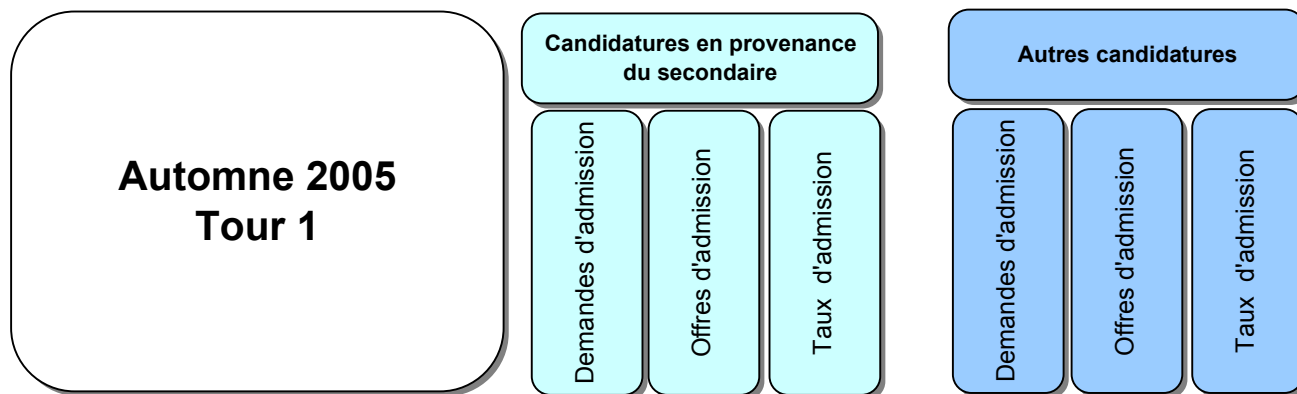 Automne 2005
Tour 1
Candidatures en provenance
du secondaire
Demandes d'admission
Offres d'admission
Taux d'admission
Autres candidatures
Demandes d'admission
Offres d'admission
Taux d'admission